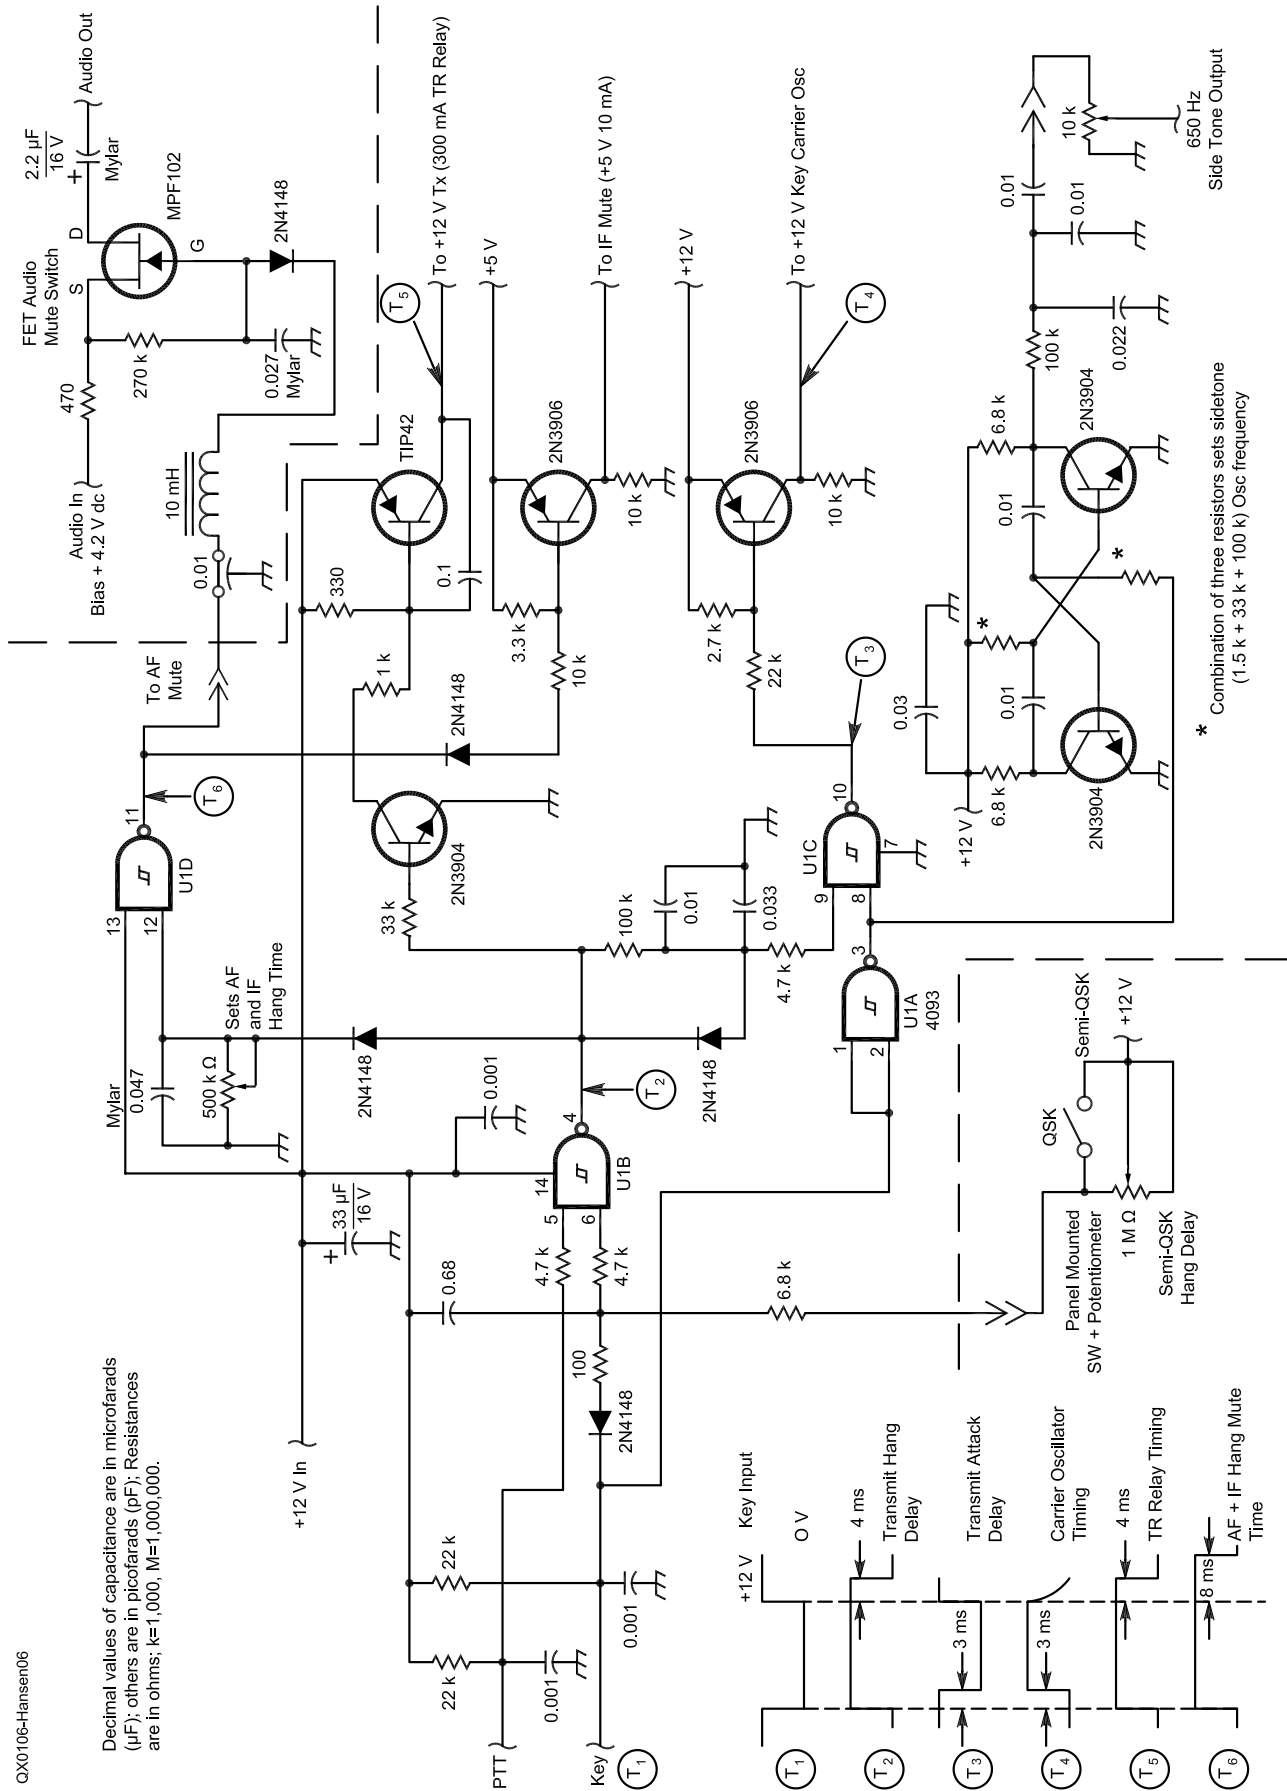 QX0106-Hansen06
Decimal values of capacitance are in microfarads
(µF); others are in picofarads (pF); Resistances
are in ohms; k=1,000, M=1,000,000.
FET Audio
Mute Switch
2.2 µF
16 V
+
Mylar
Audio Out
S
D
G
MPF102
2N4148
470
Audio In
Bias + 4.2 V dc
270 k
0.027
Mylar
10 mH
0.01
To AF
Mute
T6
11
U1D
13
12
Mylar
0.047
500 k Ω
Sets AF
and IF
Hang Time
+12 V In
+
33 µF
16 V
2N4148
0.001
330
TIP42
T5
To +12 V Tx (300 mA TR Relay)
0.1
1 k
2N3904
33 k
2N4148
3.3 k
10 k
2N3906
+5 V
To IF Mute (+5 V 10 mA)
10 k
+12 V
2N3906
2.7 k
22 k
10 k
To +12 V Key Carrier Osc
T4
T3
100 k
0.01
0.033
4.7 k
2N4148
T2
4
14
5
6
U1B
4.7 k
4.7 k
0.68
100
2N4148
22 k
22 k
0.001
0.001
PTT
Key
T1
6.8 k
1
2
3
U1A
4093
9
8
10
7
U1C
0.03
+12 V
6.8 k
0.01
*
2N3904
0.01
6.8 k
*
2N3904
100 k
0.022
0.01
0.01
10 k
650 Hz
Side Tone Output
* Combination of three resistors sets sidetone
(1.5 k + 33 k + 100 k) Osc frequency
QSK
Semi-QSK
+12 V
Panel Mounted
SW + Potentiometer
1 M Ω
Semi-QSK
Hang Delay
T1
+12 V
Key Input
O V
T2
4 ms
Transmit Hang
Delay
T3
3 ms
Transmit Attack
Delay
T4
3 ms
Carrier Oscillator
Timing
T5
4 ms
TR Relay Timing
T6
8 ms
AF + IF Hang Mute
Time